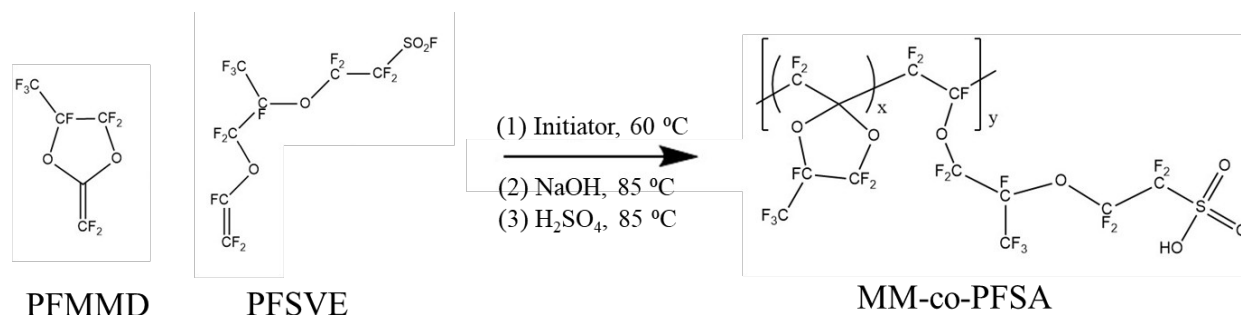 F3C
CF
CF2
O
O
CF2
PFMMD
SO2F
F2
C
CF2
F3C
C
F
O
F2C
O
FC
CF2
PFSVE
(1) Initiator, 60 ºC
(2) NaOH, 85 ºC
(3) H2SO4, 85 ºC
F2
C
x
F2
C
CF
y
O
O
FC
CF2
F3C
O
F2C
F
C
CF3
O
C
F2
F2
C
S
O
O
HO
MM-co-PFSA